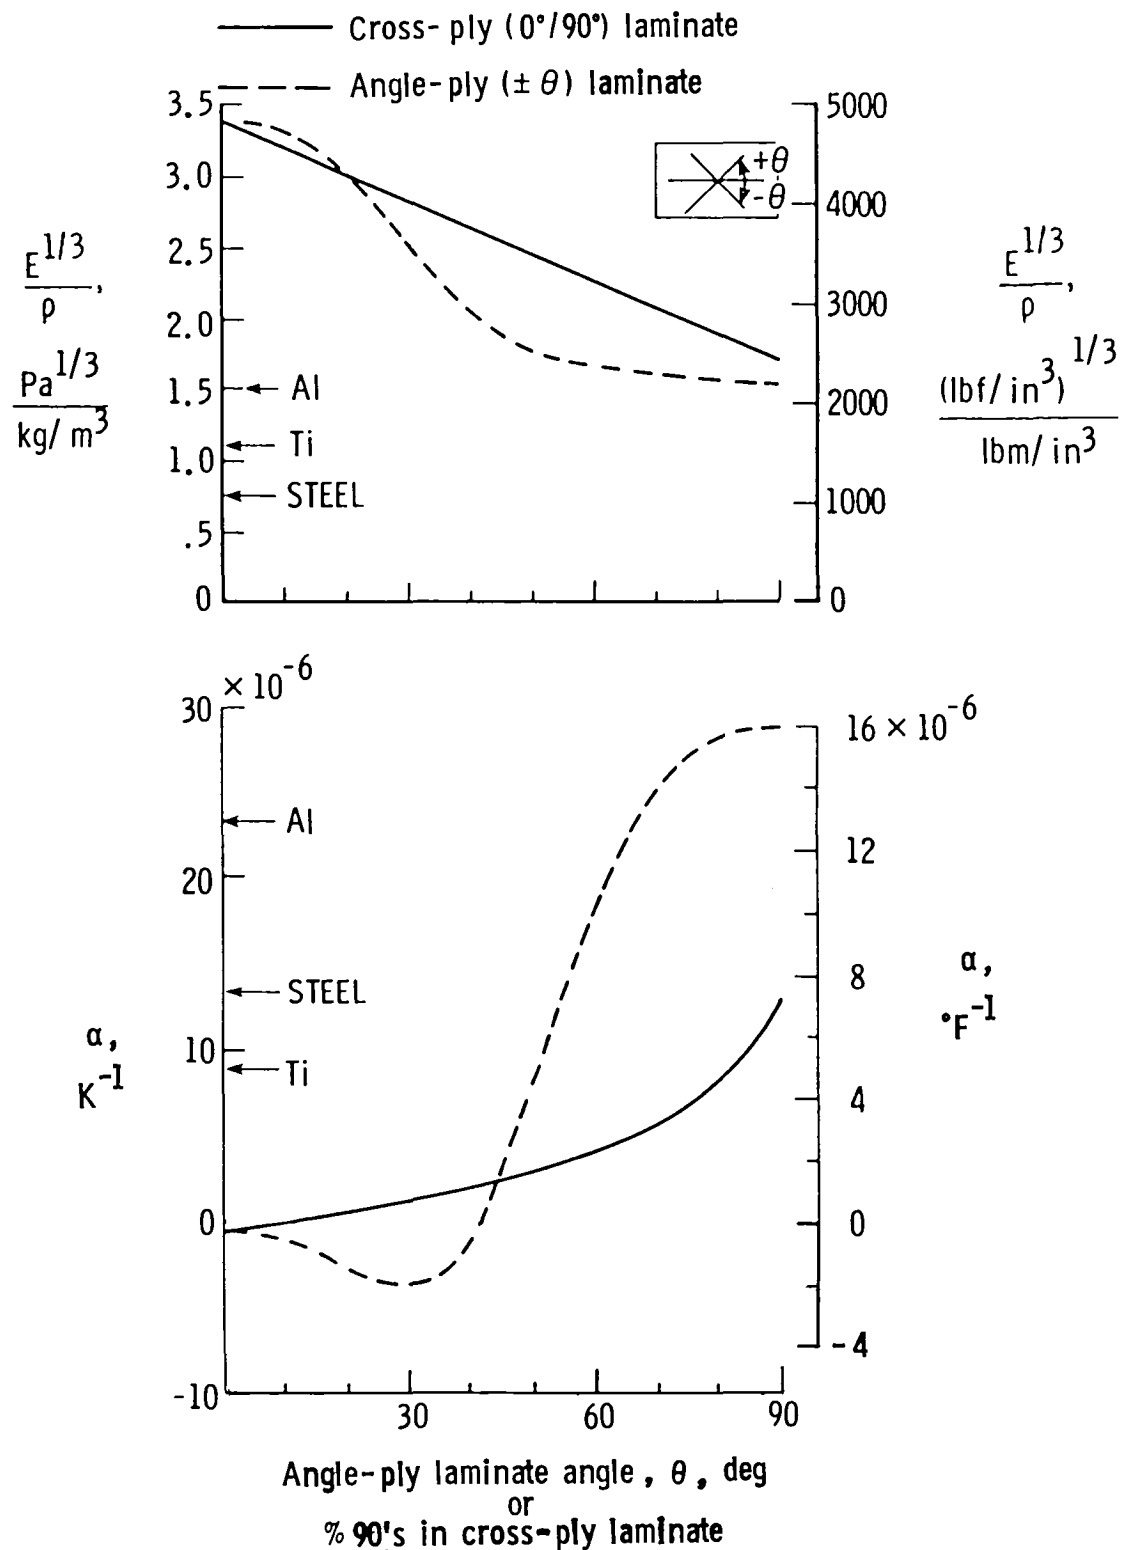 Cross-ply (0°/90°) laminate
Angle-ply (± θ) laminate
3.5
3.0
2.5
2.0
1.5
1.0
.5
0
E^1/3
ρ,
Pa^1/3
kg/m^3
Al
Ti
STEEL
+θ
-θ
5000
4000
3000
2000
1000
0
E^1/3
ρ,
(lbf/in^3)^1/3
lbm/in^3
× 10^-6
30
20
10
0
-10
α,
K^-1
Al
STEEL
Ti
16 × 10^-6
12
8
4
0
-4
α,
°F^-1
30
60
90
Angle-ply laminate angle, θ, deg
or
% 90's in cross-ply laminate